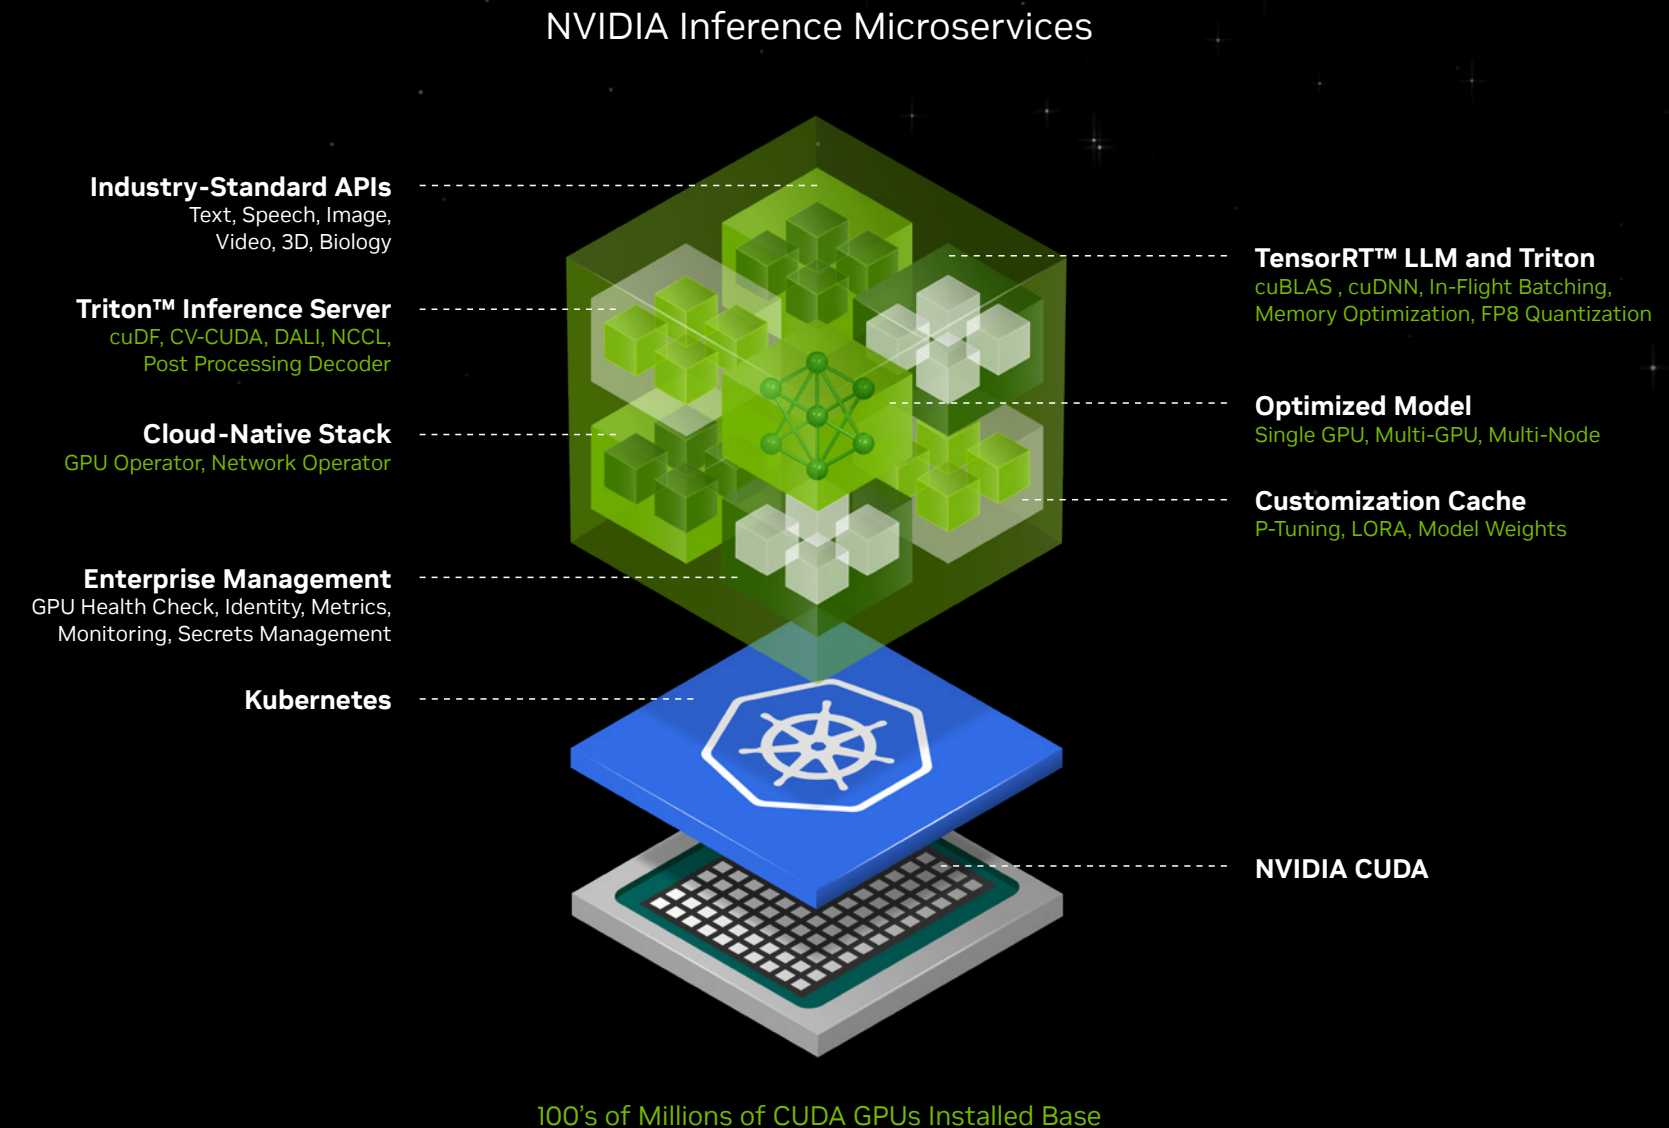 NVIDIA Inference Microservices
Industry-Standard APIs
Text, Speech, Image,
Video, 3D, Biology
Triton™ Inference Server
cuDF, CV-CUDA, DALI, NCCL,
Post Processing Decoder
Cloud-Native Stack
GPU Operator, Network Operator
Enterprise Management
GPU Health Check, Identity, Metrics,
Monitoring, Secrets Management
Kubernetes
TensorRT™ LLM and Triton
cuBLAS , cuDNN, In-Flight Batching,
Memory Optimization, FP8 Quantization
Optimized Model
Single GPU, Multi-GPU, Multi-Node
Customization Cache
P-Tuning, LORA, Model Weights
NVIDIA CUDA
100's of Millions of CUDA GPUs Installed Base